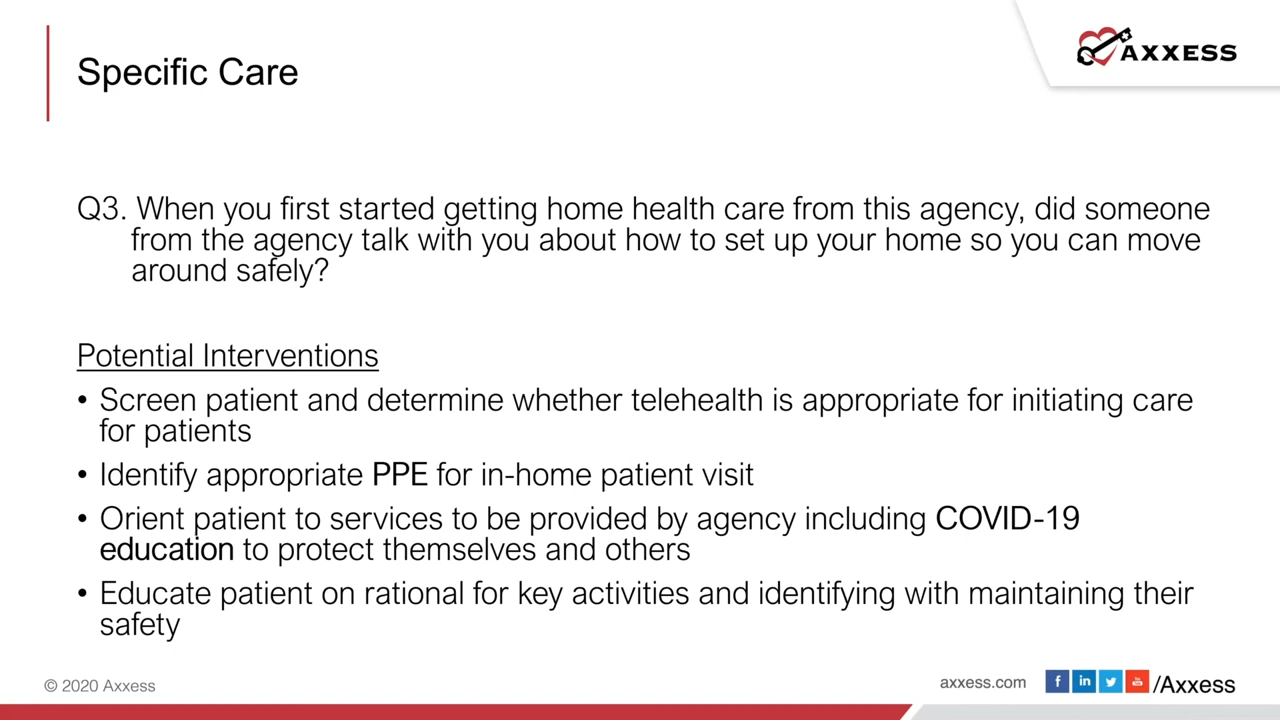 Specific Care
AXXESS
Q3. When you first started getting home health care from this agency, did someone
from the agency talk with you about how to set up your home so you can move
around safely?
Potential Interventions
• Screen patient and determine whether telehealth is appropriate for initiating care
for patients
• Identify appropriate PPE for in-home patient visit
• Orient patient to services to be provided by agency including COVID-19
education to protect themselves and others
• Educate patient on rational for key activities and identifying with maintaining their
safety
© 2020 Axxess
axxess.com f in /Axxess